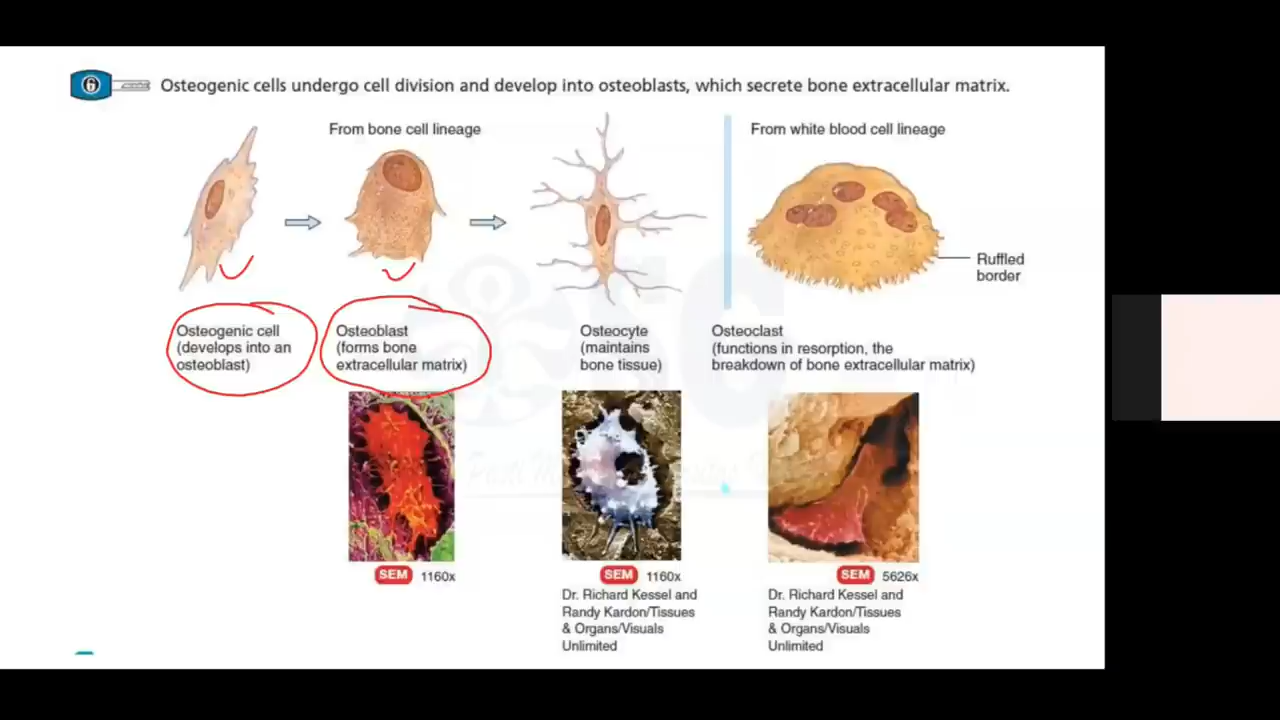 6
Osteogenic cells undergo cell division and develop into osteoblasts, which secrete bone extracellular matrix.
From bone cell lineage
From white blood cell lineage
Ruffled
border
Osteogenic cell
(develops into an
osteoblast)
Osteoblast
(forms bone
extracellular matrix)
Osteocyte
(maintains
bone tissue)
Osteoclast
(functions in resorption, the
breakdown of bone extracellular matrix)
SEM 1160x
SEM 1160x
Dr. Richard Kessel and
Randy Kardon/Tissues
& Organs/Visuals
Unlimited
SEM 5626x
Dr. Richard Kessel and
Randy Kardon/Tissues
& Organs/Visuals
Unlimited